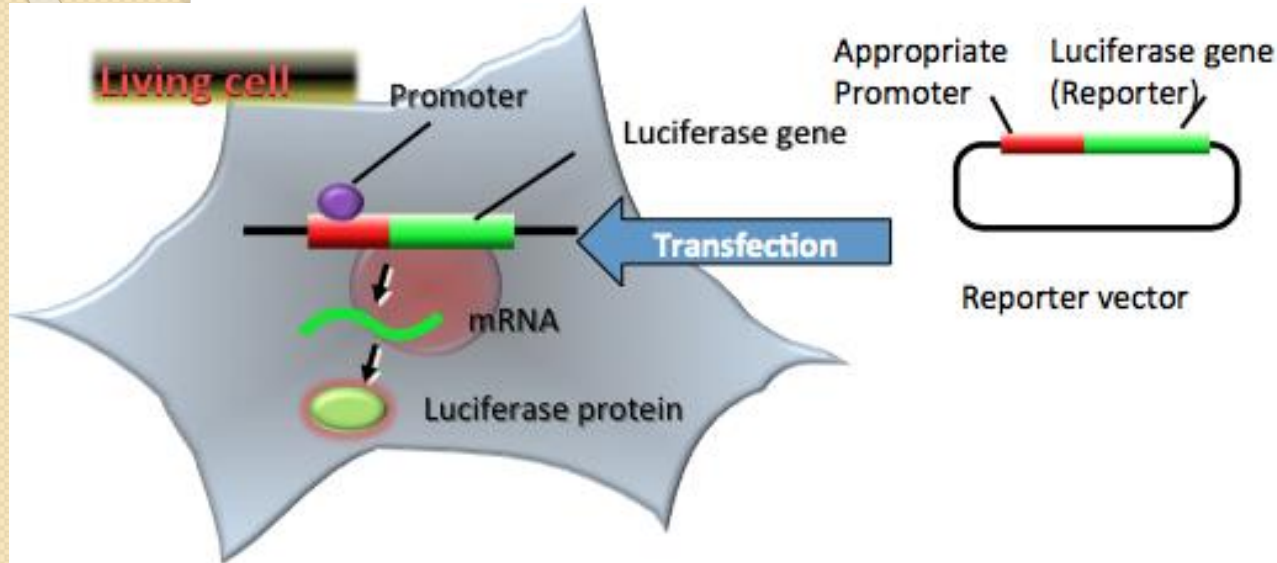 Living cell
Promoter
Luciferase gene
mRNA
Luciferase protein
Transfection
Appropriate
Promoter
Luciferase gene
(Reporter)
Reporter vector